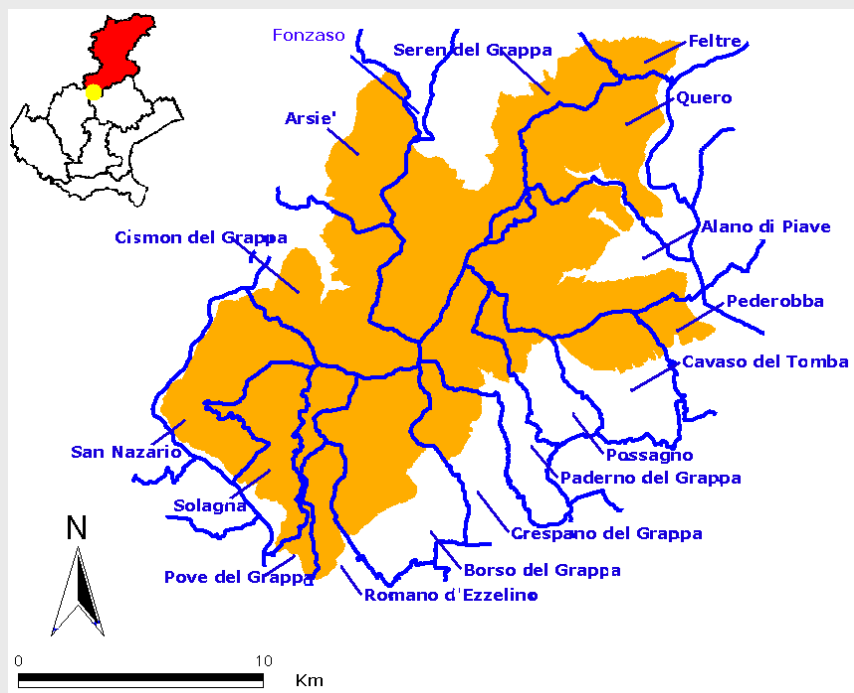 Fonzaso
Seren del Grappa
Feltre
Quero
Arsie'
Alano di Piave
Cismon del Grappa
Pederobba
Cavaso del Tomba
San Nazario
Possagno
Paderno del Grappa
Solagna
Crespano del Grappa
N
Pove del Grappa
Borso del Grappa
Romano d'Ezzelino
0 10
Km